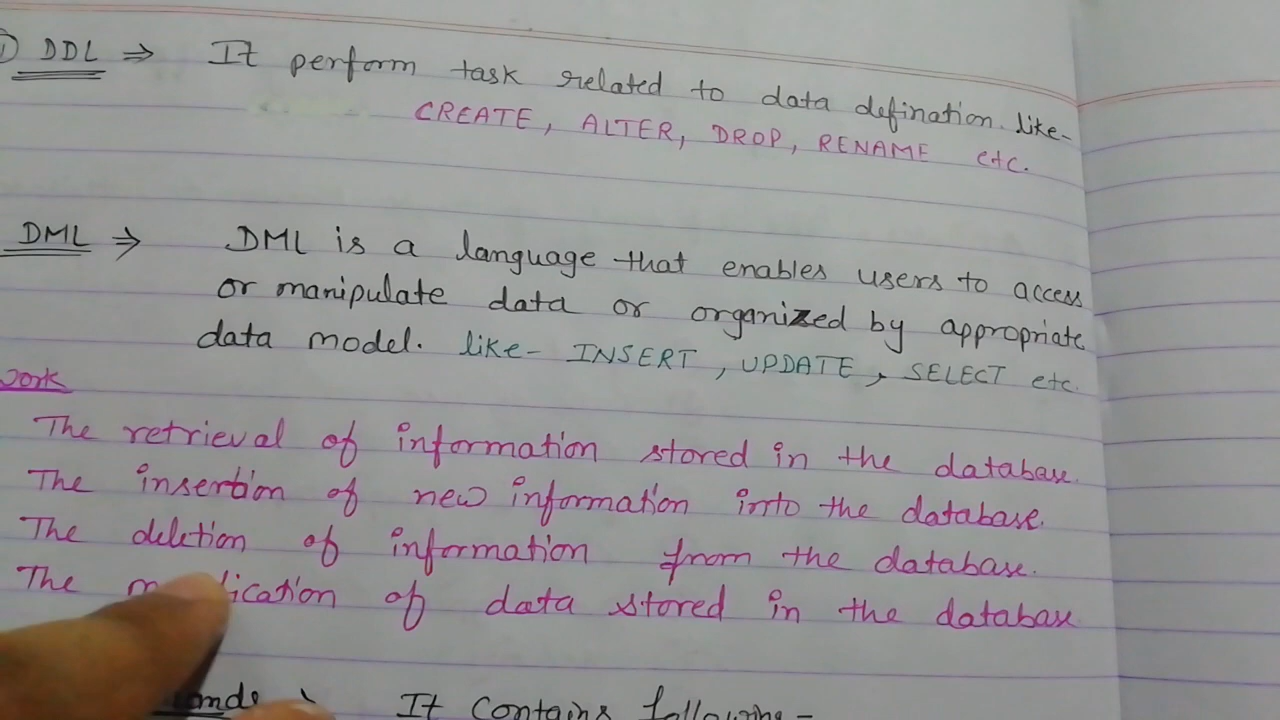 DDL ⇒ It perform task related to data defination. like-
CREATE, ALTER, DROP, RENAME etc.
DML ⇒ DML is a language that enables users to access
or manipulate data or organized by appropriate
data model. like- INSERT, UPDATE, SELECT etc.
work
The retrieval of information stored in the database.
The insertion of new information into the database.
The deletion of information from the database.
The of data stored in the database
It contains following-